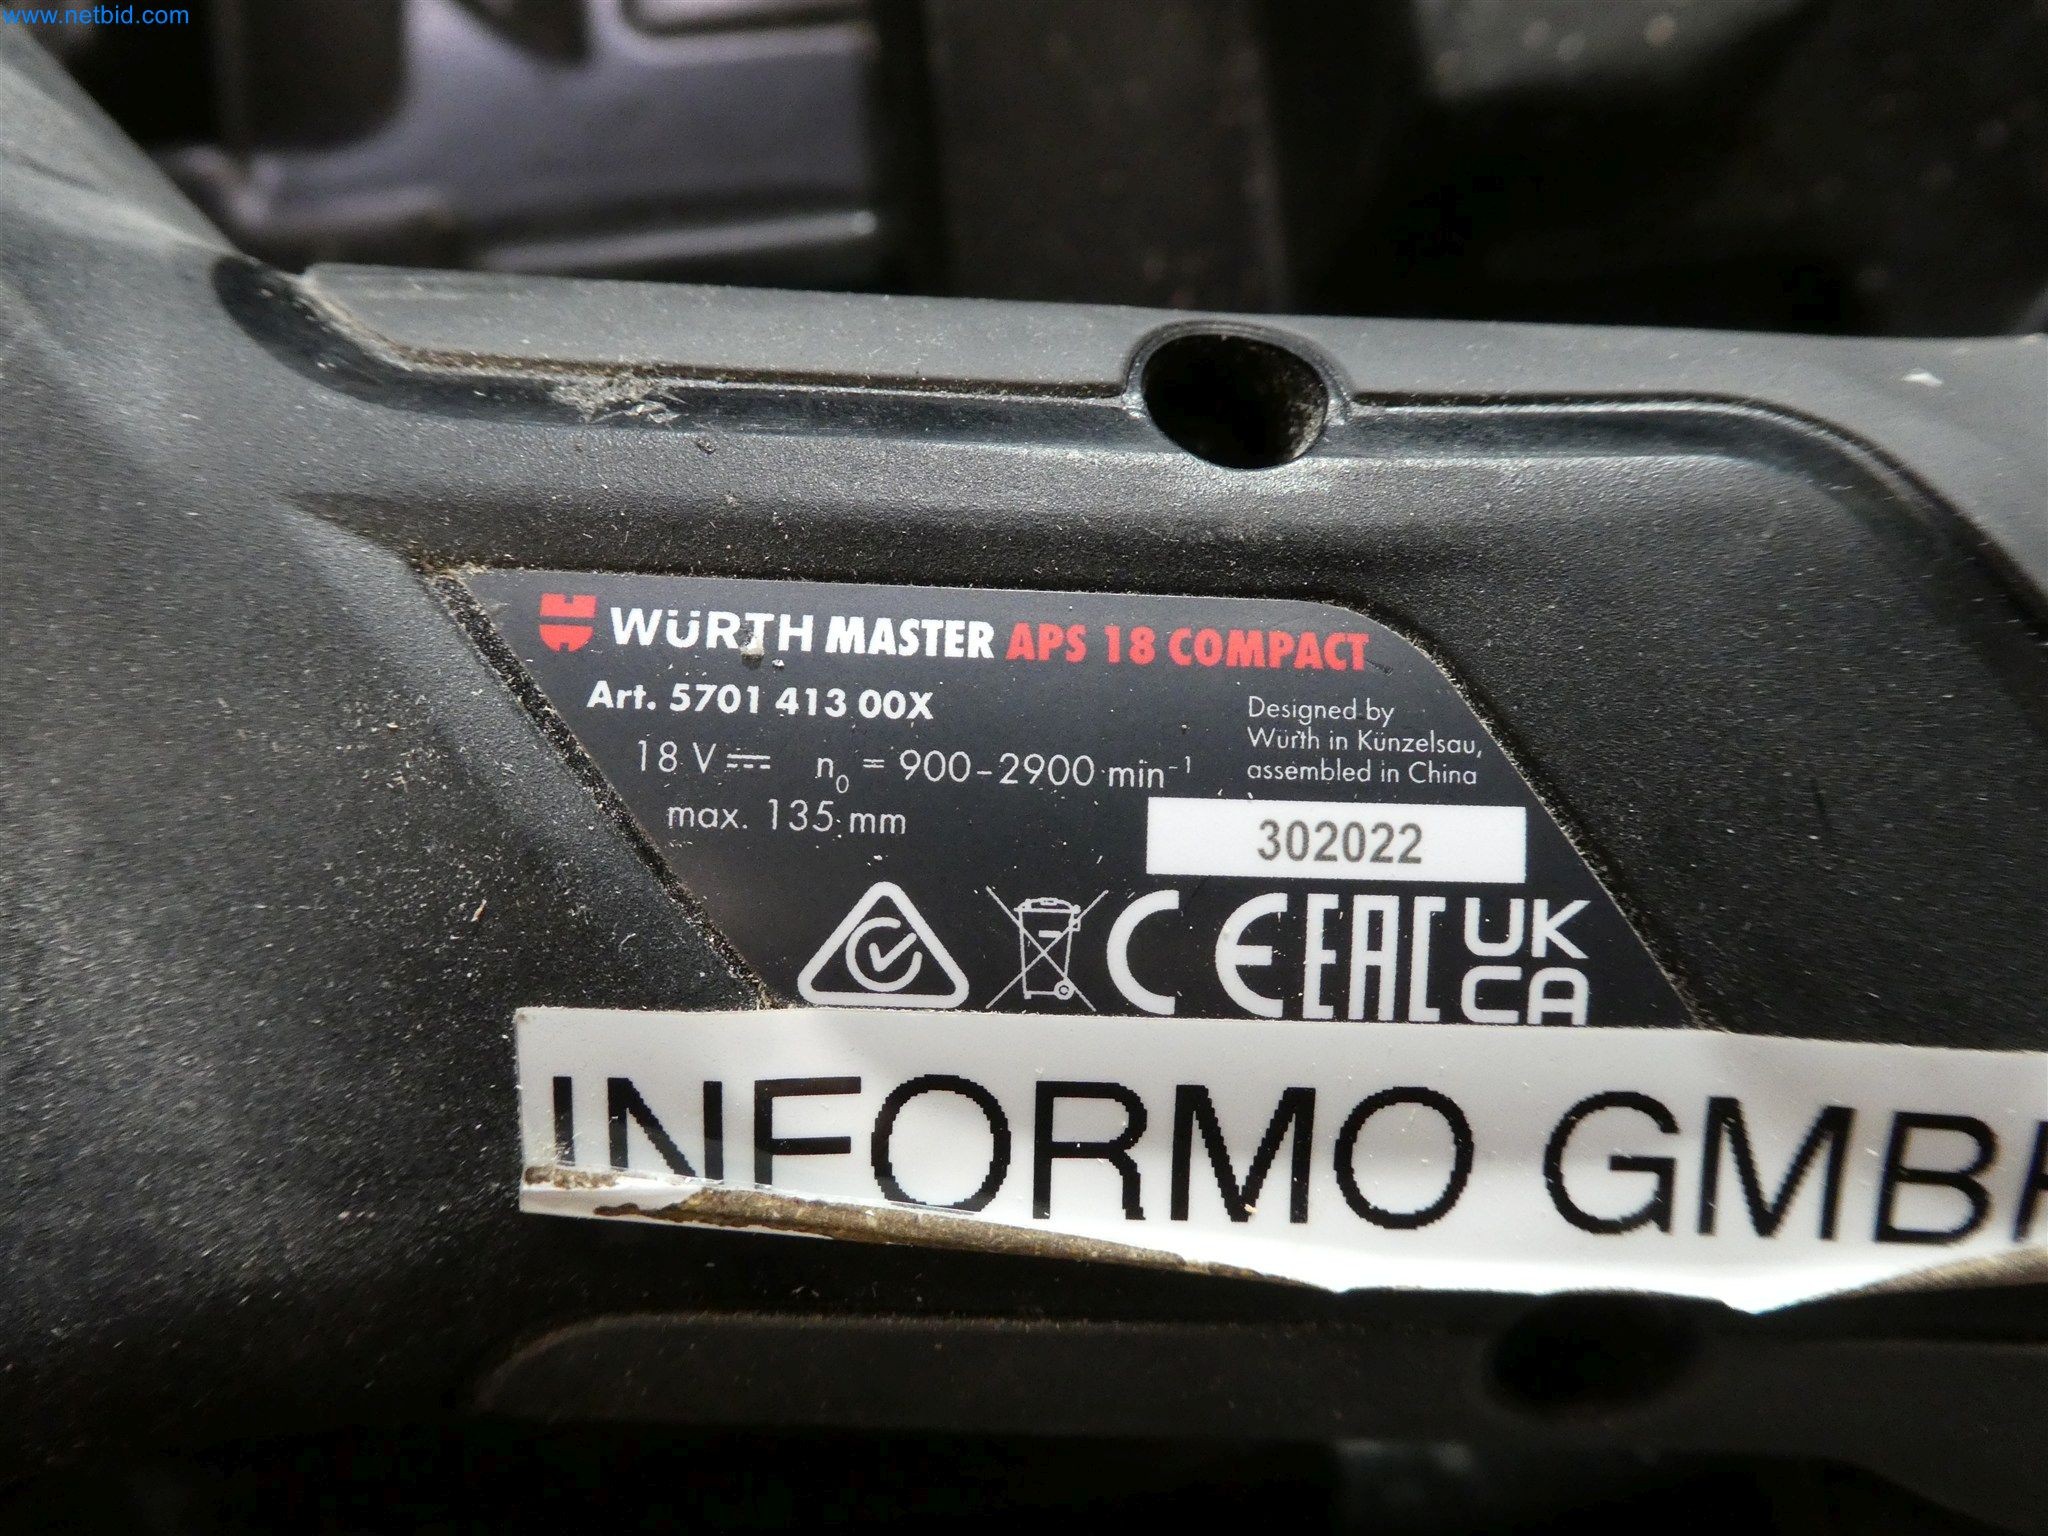 www.netbid.com
WÜRTH MASTER APS 18 COMPACT
Art. 5701 413 00X
18 V n0 = 900–2900 min⁻¹
max. 135 mm
Designed by
Würth in Künzelsau,
assembled in China
302022
CE EAC UK
CA
INFORMO GMBH